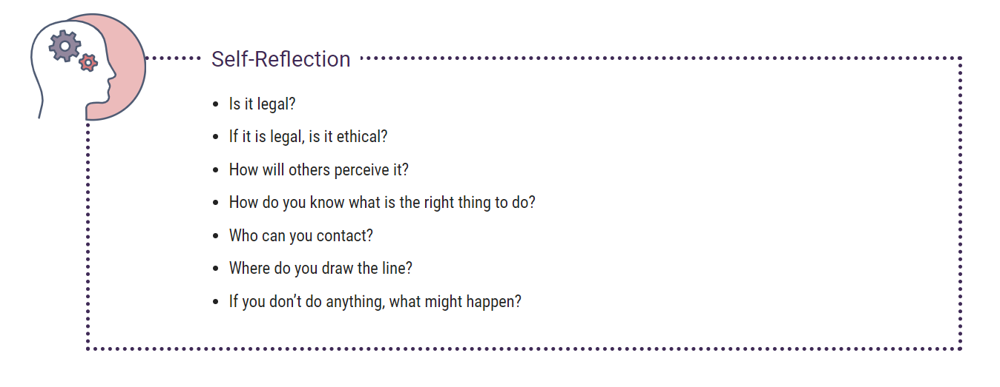 Self-Reflection
• Is it legal?
• If it is legal, is it ethical?
• How will others perceive it?
• How do you know what is the right thing to do?
• Who can you contact?
• Where do you draw the line?
• If you don’t do anything, what might happen?